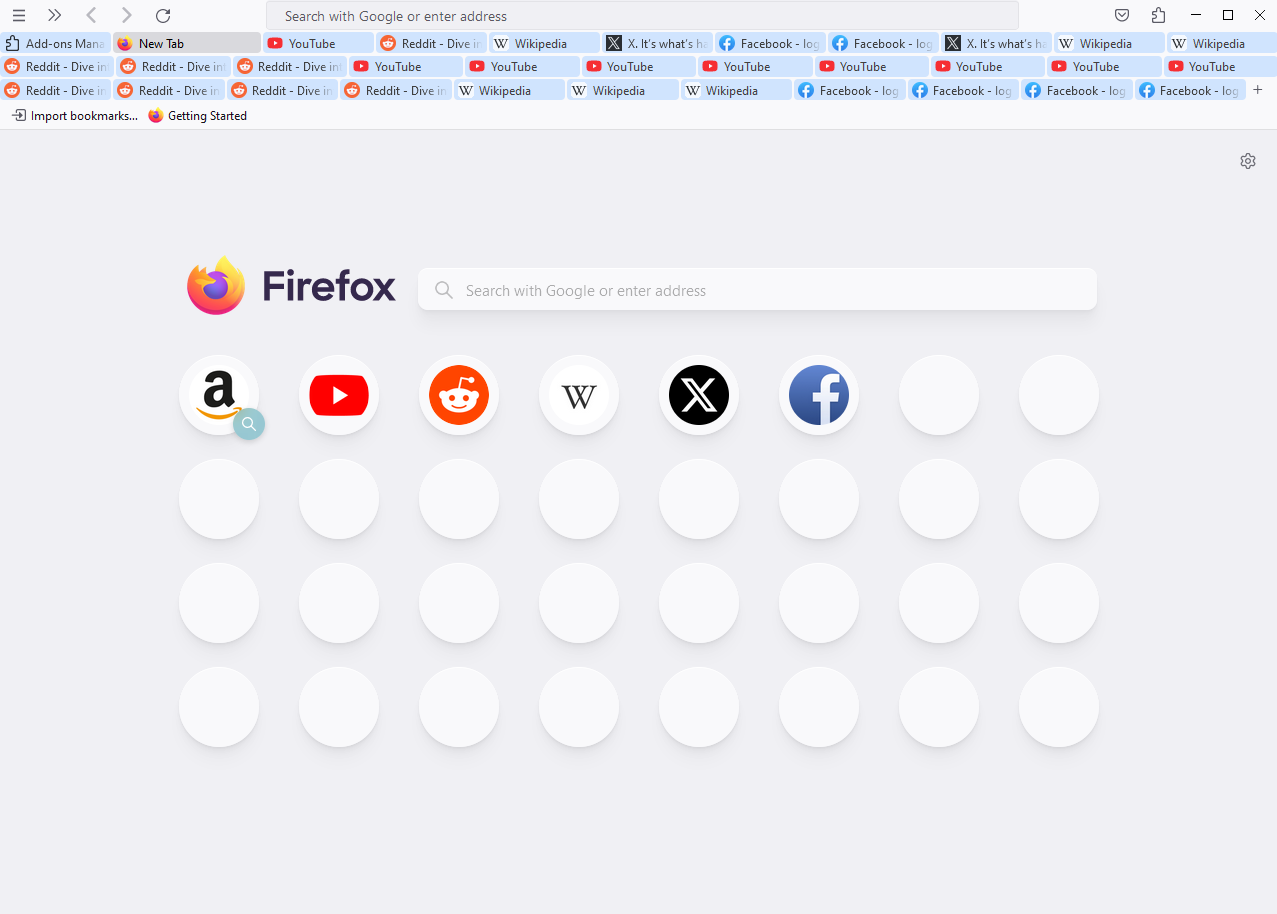 Search with Google or enter address
Add-ons Mana New Tab YouTube Reddit - Dive in Wikipedia X. It's what's ha Facebook - log Facebook - log X. It's what's ha Wikipedia Wikipedia
Reddit - Dive int Reddit - Dive int Reddit - Dive int YouTube YouTube YouTube YouTube YouTube YouTube YouTube YouTube
Reddit - Dive in Reddit - Dive in Reddit - Dive in Reddit - Dive in Wikipedia Wikipedia Wikipedia Facebook - log Facebook - log Facebook - log Facebook - log
Import bookmarks... Getting Started
Firefox Search with Google or enter address